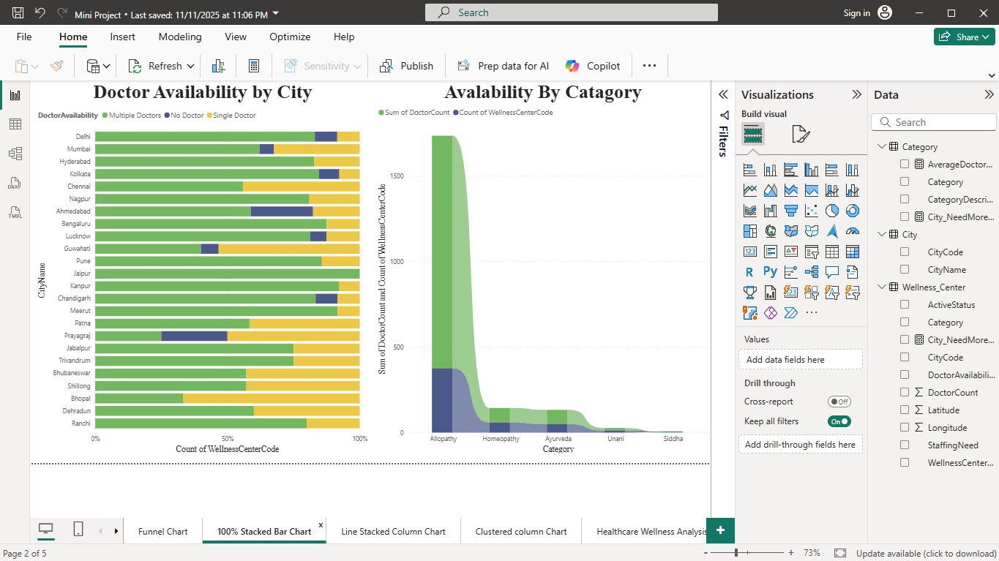 Mini Project • Last saved: 11/11/2025 at 11:06 PM
Search
Sign in
File Home Insert Modeling View Optimize Help
Share
Refresh
Sensitivity
Publish
Prep data for AI
Copilot
DAX
TMDL
Doctor Availability by City
DoctorAvailability Multiple Doctors No Doctor Single Doctor
CityName
Delhi
Mumbai
Hyderabad
Kolkata
Chennai
Nagpur
Ahmedabad
Bengaluru
Lucknow
Guwahati
Pune
Jaipur
Kanpur
Chandigarh
Meerut
Patna
Prayagraj
Jabalpur
Trivandrum
Bhubaneswar
Shillong
Bhopal
Dehradun
Ranchi
0% 50% 100%
Count of WellnessCenterCode
Avalability By Catagory
Sum of DoctorCount Count of WellnessCenterCode
Sum of DoctorCount and Count of WellnessCenterCode
1500
1000
500
0
Allopathy Homeopathy Ayurveda Unani Siddha
Category
Filters
Visualizations
Build visual
123
R
Py
123
Values
Add data fields here
Drill through
Cross-report
Off
Keep all filters
On
Add drill-through fields here
Data
Search
Category
AverageDoctor...
Category
CategoryDescri...
City_NeedMore...
City
CityCode
CityName
Wellness_Center
ActiveStatus
Category
City_NeedMore...
CityCode
DoctorAvailabili...
DoctorCount
Latitude
Longitude
StaffingNeed
WellnessCenter...
Funnel Chart
100% Stacked Bar Chart x
Line Stacked Column Chart
Clustered column Chart
Healthcare Wellness Analysis
+
Page 2 of 5
- + 73%
Update available (click to download)